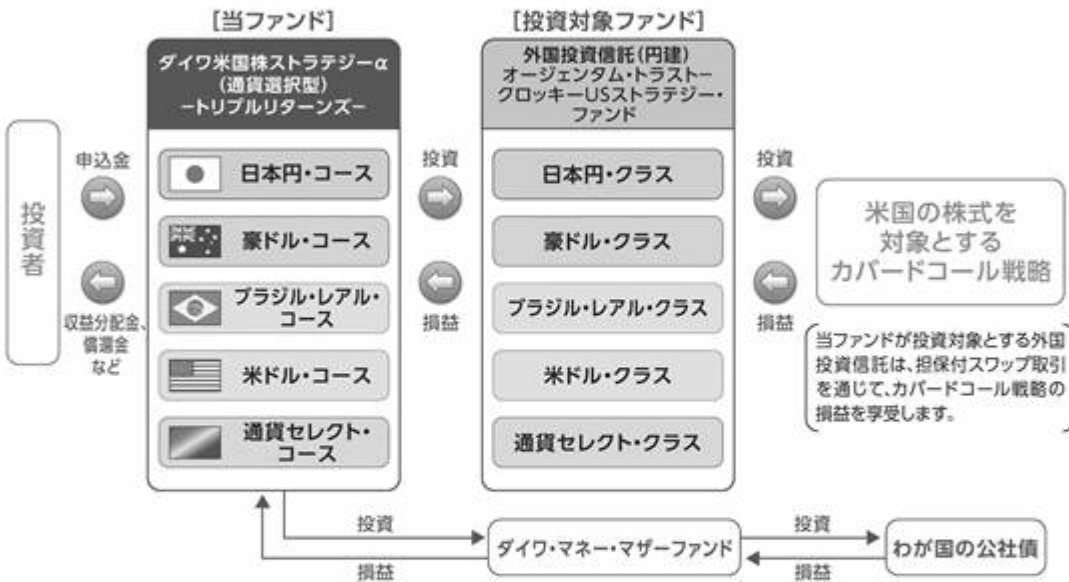 [当ファンド]
[投資対象ファンド]
ダイワ米国株ストラテジーα
(通貨選択型)
－トリプルリターンズ－
外国投資信託(円建)
オージェンタム・トラスト－
クロッキーUSストラテジー・
ファンド
投資者
申込金
収益分配金、
償還金
など
日本円・コース
豪ドル・コース
ブラジル・レアル・
コース
米ドル・コース
通貨セレクト・
コース
投資
損益
日本円・クラス
豪ドル・クラス
ブラジル・レアル・クラス
米ドル・クラス
通貨セレクト・クラス
投資
損益
米国の株式を
対象とする
カバードコール戦略
当ファンドが投資対象とする外国
投資信託は、担保付スワップ取引
を通じて、カバードコール戦略の
損益を享受します。
投資
損益
ダイワ・マネー・マザーファンド
投資
損益
わが国の公社債